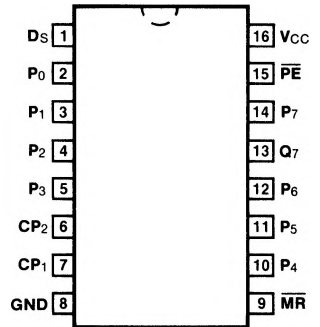 DS 1 16 VCC
P0 2 15 PE
P1 3 14 P7
P2 4 13 Q7
P3 5 12 P6
CP2 6 11 P5
CP1 7 10 P4
GND 8 9 MR